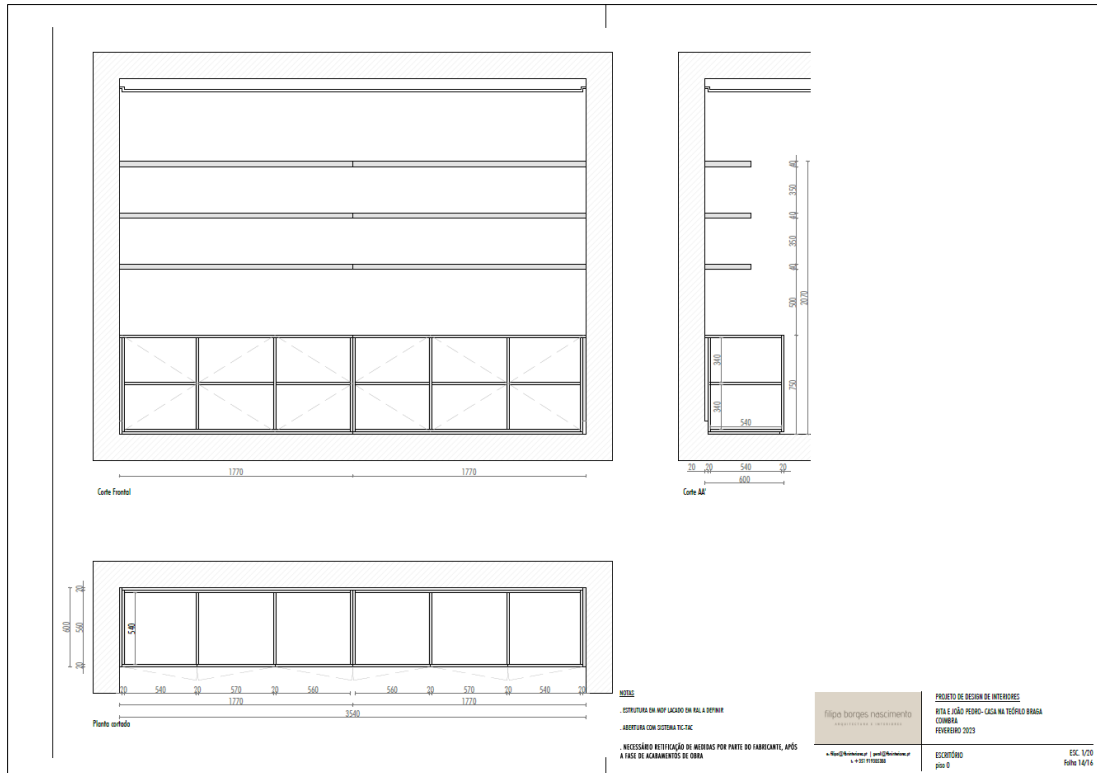 40
350
40
350
40
500
2070
340
750
340
540
1770
1770
20 20 540 20
600
Corte Frontal
Corte AA'
20
600
560
540
20
20 540 20 570 20 560 560 20 570 20 540 20
1770 1770
3540
Planta cortada
NOTAS
. ESTRUTURA EM MDF LACADO EM RAL A DEFINIR
. ABERTURA COM SISTEMA TIC-TAC
. NECESSÁRIO RETIFICAÇÃO DE MEDIDAS POR PARTE DO FABRICANTE, APÓS
A FASE DE ACABAMENTOS DE OBRA
filipa borges nascimento
arquitectura e interiores
PROJETO DE DESIGN DE INTERIORES
RITA E JOÃO PEDRO- CASA NA TEÓFILO BRAGA
COIMBRA
FEVEREIRO 2023
ESCRITÓRIO
piso 0
ESC. 1/20
Folha 14/16